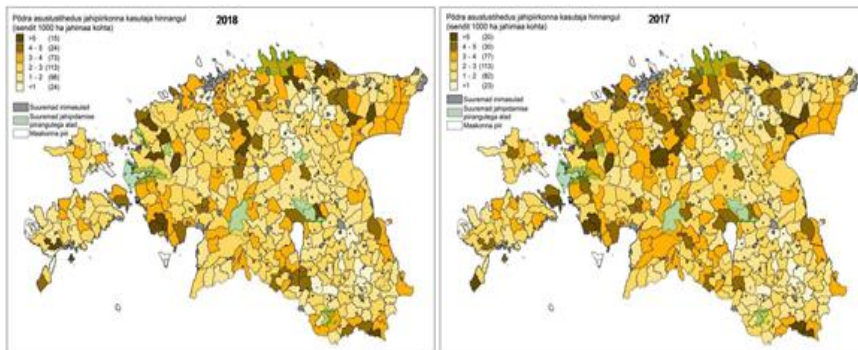 Põdra asustustihedus jahipiirkonna kasutaja hinnangul
(isendit 1000 ha jahimaa kohta)
2018
>5 (15)
4 - 5 (24)
3 - 4 (73)
2 - 3 (113)
1 - 2 (98)
<1 (24)
Suuremad inimasulad
Suuremad jahipidamise
piirangutega alad
Maakonna piir
Põdra asustustihedus jahipiirkonna kasutaja hinnangul
(isendit 1000 ha jahimaa kohta)
2017
>5 (20)
4 - 5 (30)
3 - 4 (77)
2 - 3 (113)
1 - 2 (82)
<1 (23)
Suuremad inimasulad
Suuremad jahipidamise
piirangutega alad
Maakonna piir